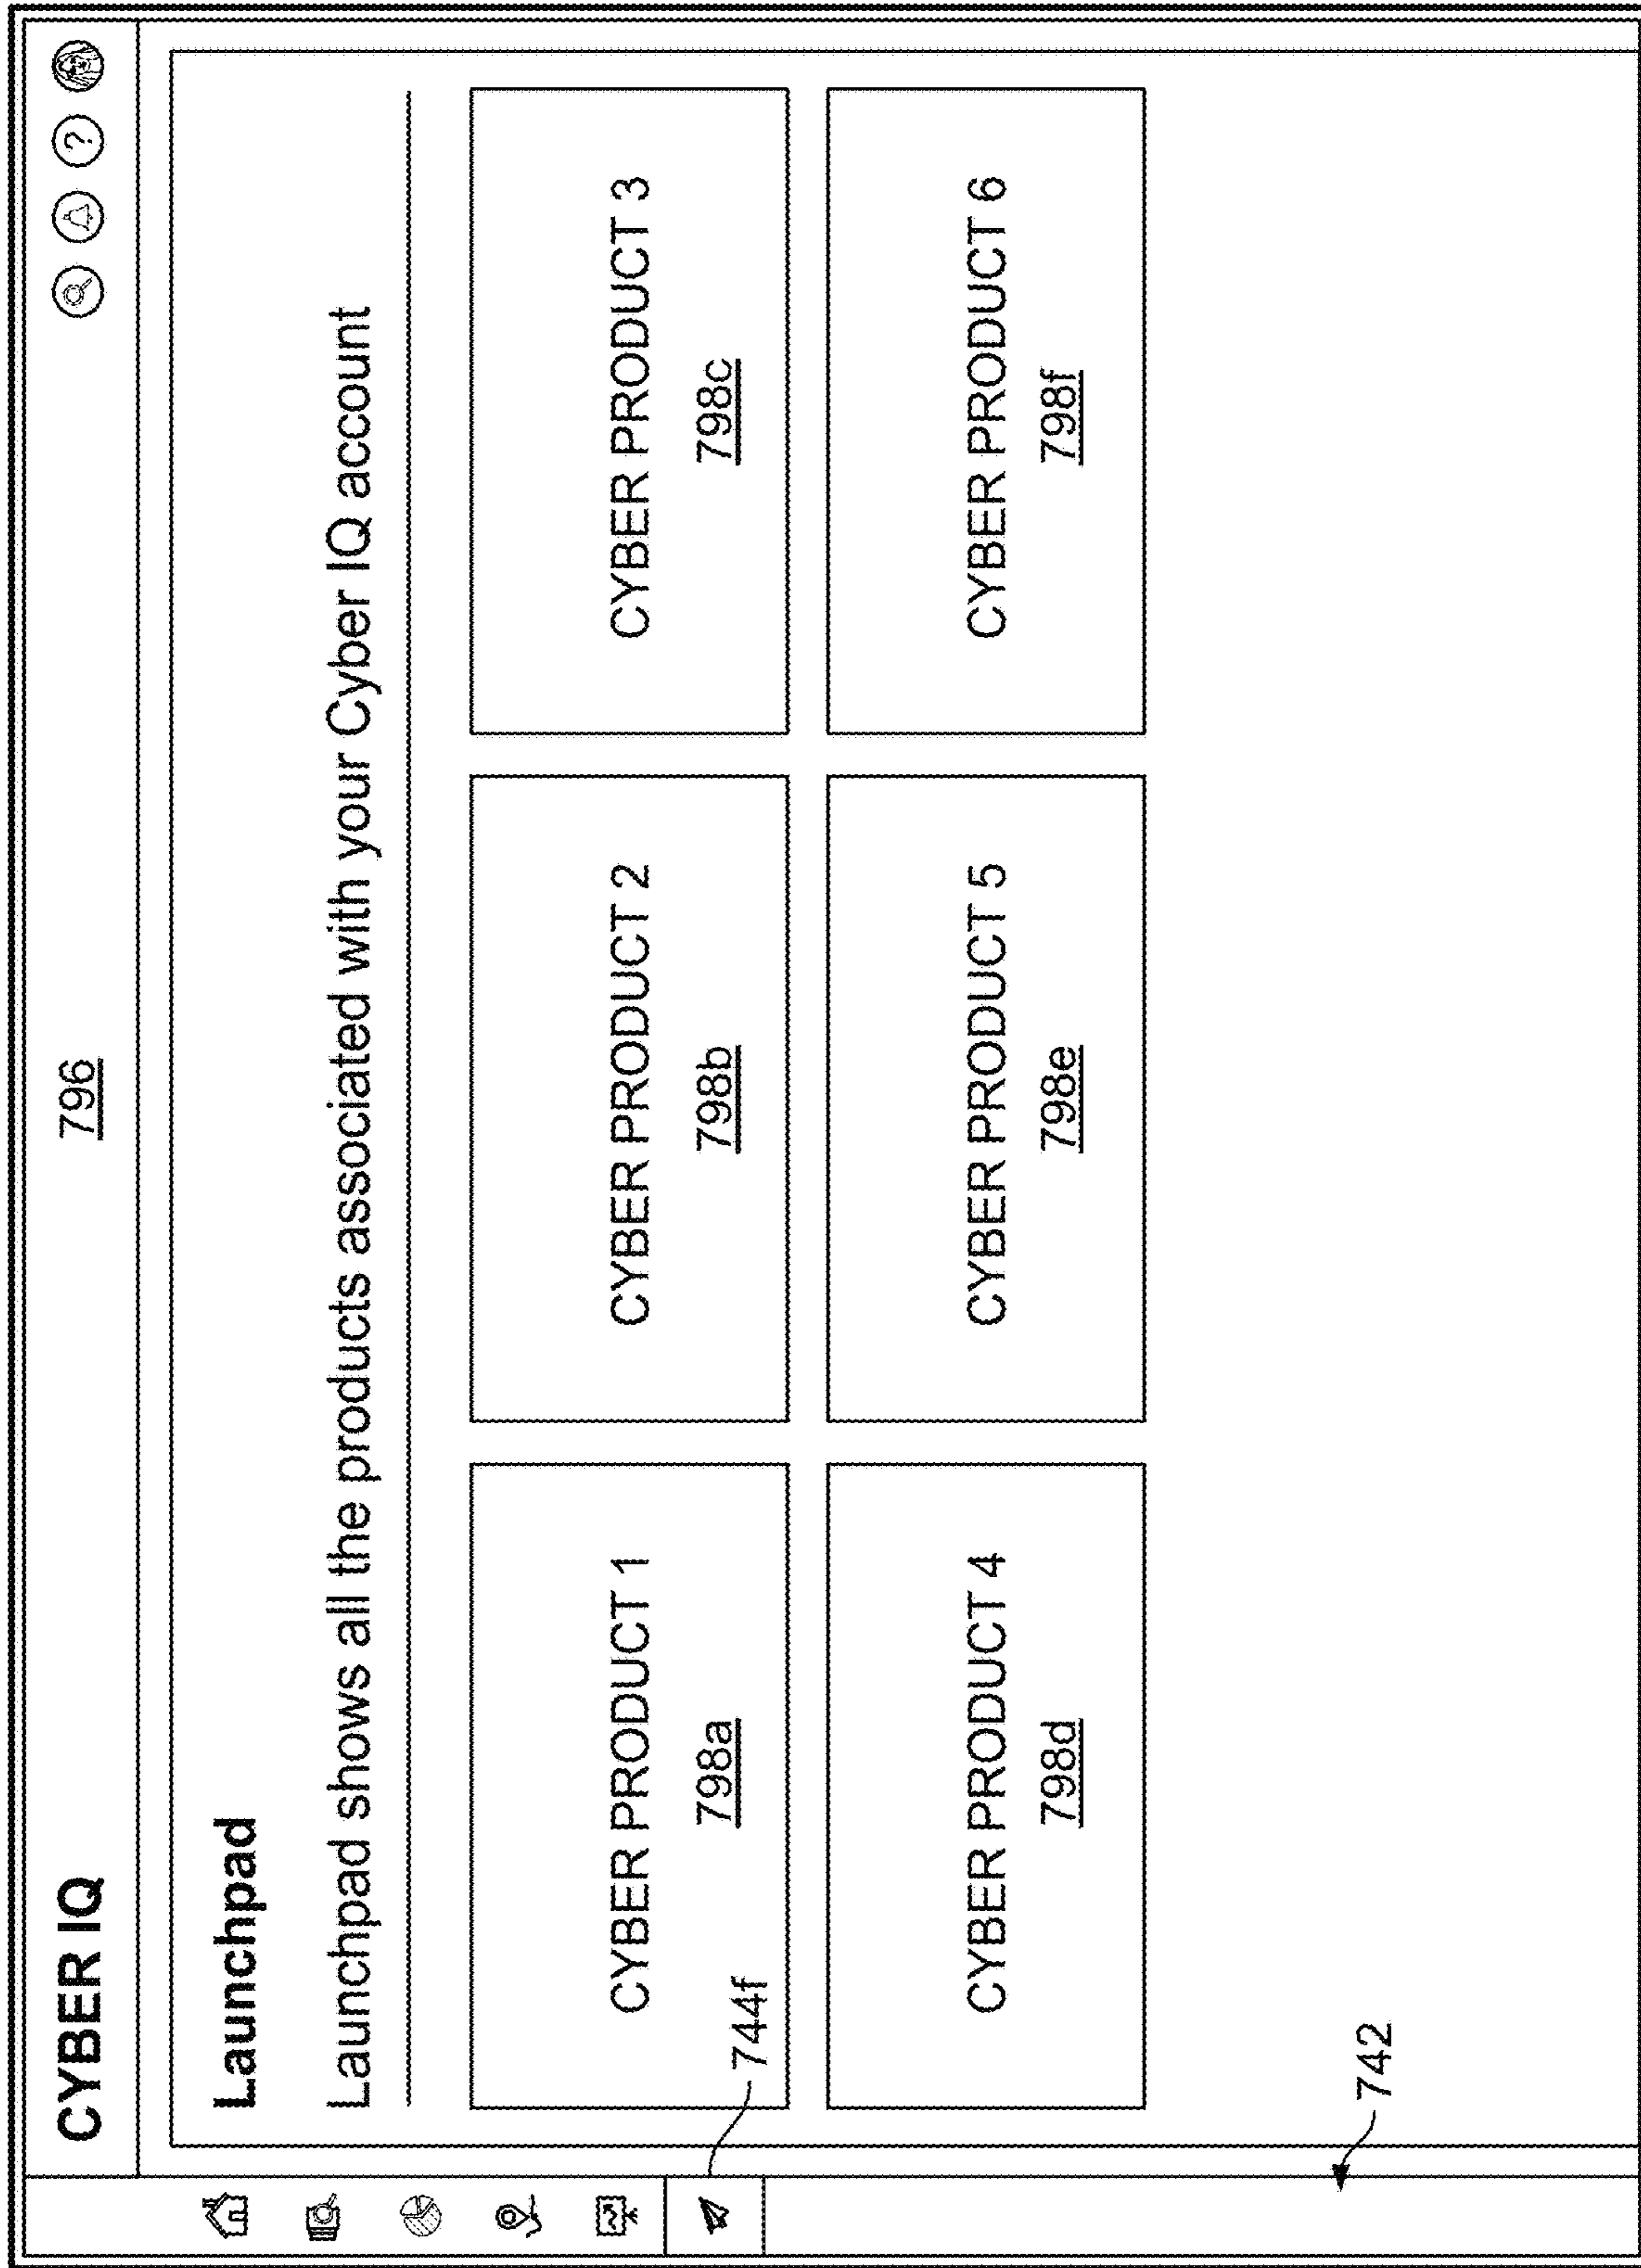 CYBER IQ
796
?
Launchpad
Launchpad shows all the products associated with your Cyber IQ account
CYBER PRODUCT 1
798a
CYBER PRODUCT 2
798b
CYBER PRODUCT 3
798c
744f
CYBER PRODUCT 4
798d
CYBER PRODUCT 5
798e
CYBER PRODUCT 6
798f
742